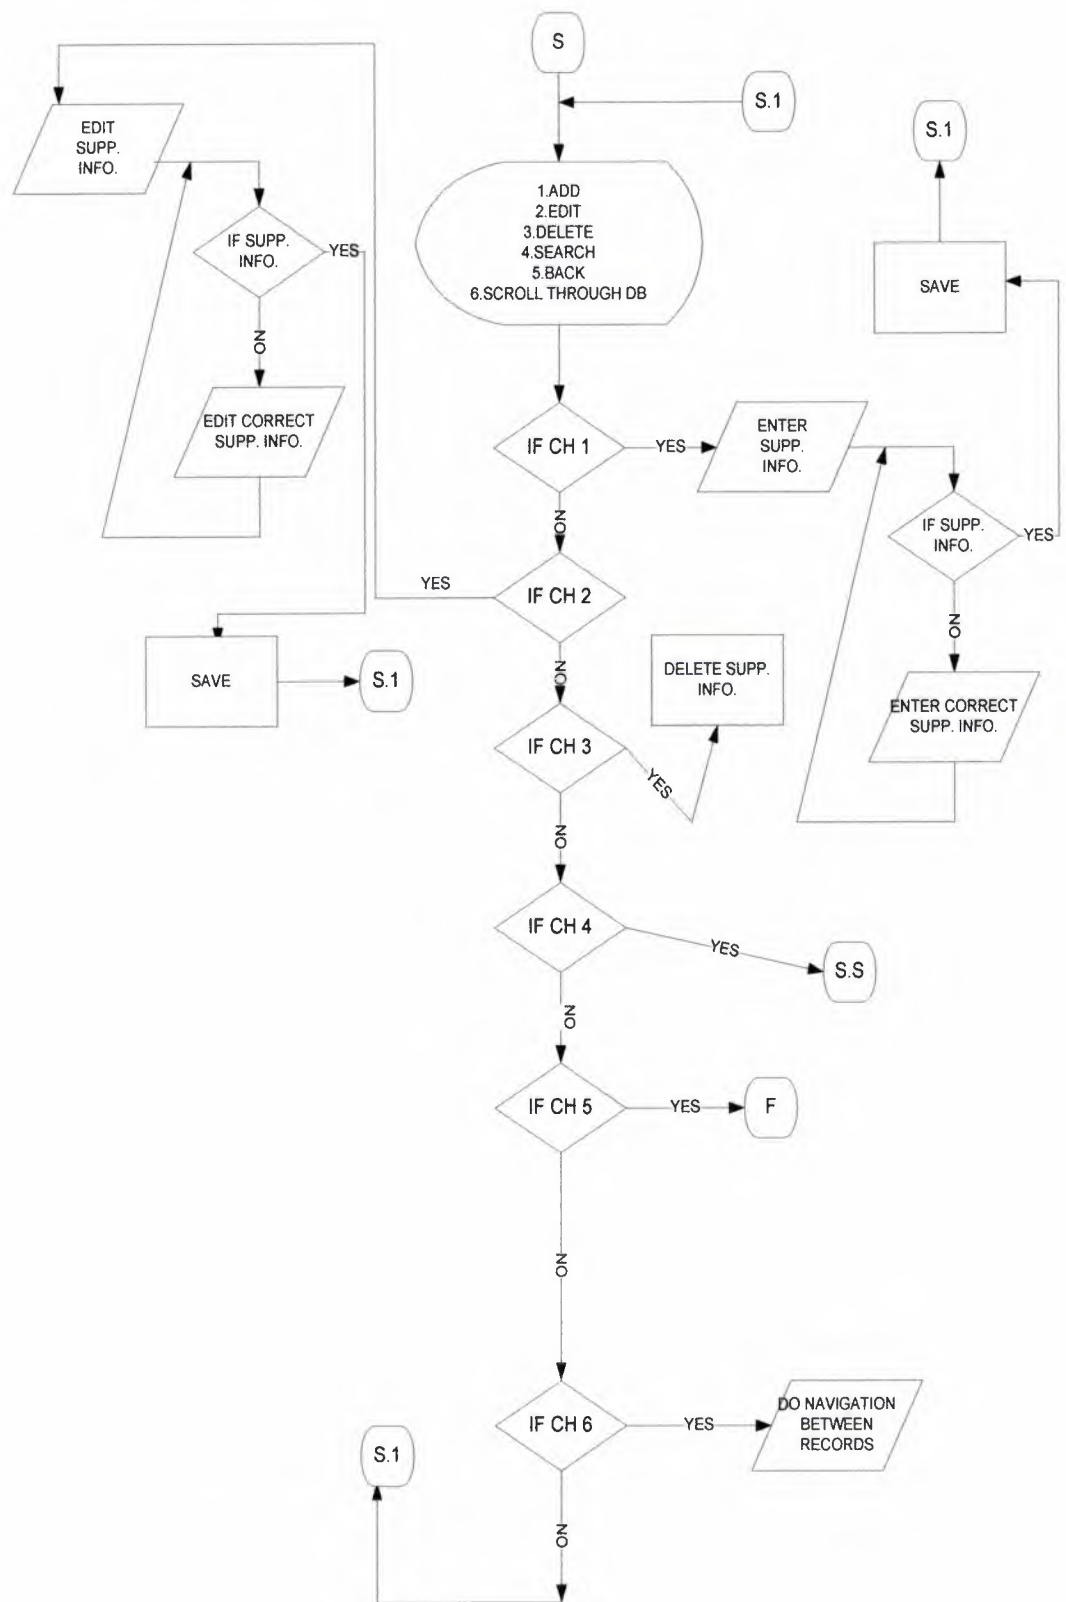 S
S.1
S.1
EDIT
SUPP.
INFO.
1.ADD
2.EDIT
3.DELETE
4.SEARCH
5.BACK
6.SCROLL THROUGH DB
IF SUPP.
INFO.
YES
NO
EDIT CORRECT
SUPP. INFO.
SAVE
IF CH 1
YES
ENTER
SUPP.
INFO.
NO
IF SUPP.
INFO.
YES
NO
ENTER CORRECT
SUPP. INFO.
IF CH 2
YES
NO
SAVE
S.1
DELETE SUPP.
INFO.
IF CH 3
YES
NO
IF CH 4
YES
S.S
NO
IF CH 5
YES
F
NO
IF CH 6
YES
DO NAVIGATION
BETWEEN
RECORDS
S.1
NO